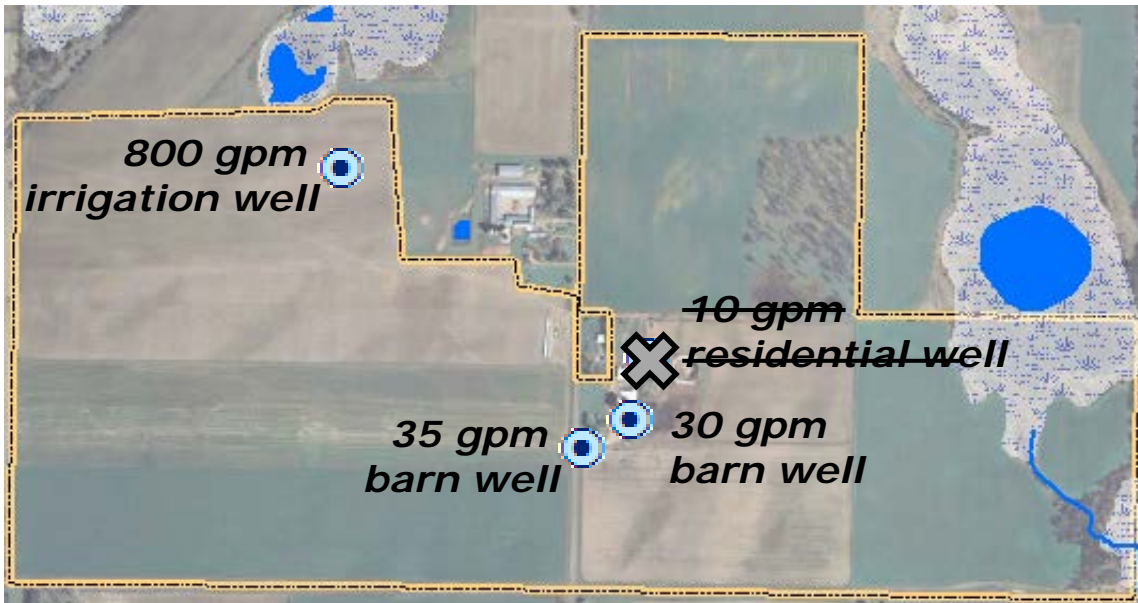 800 gpm
irrigation well
10 gpm
residential well
35 gpm
barn well
30 gpm
barn well